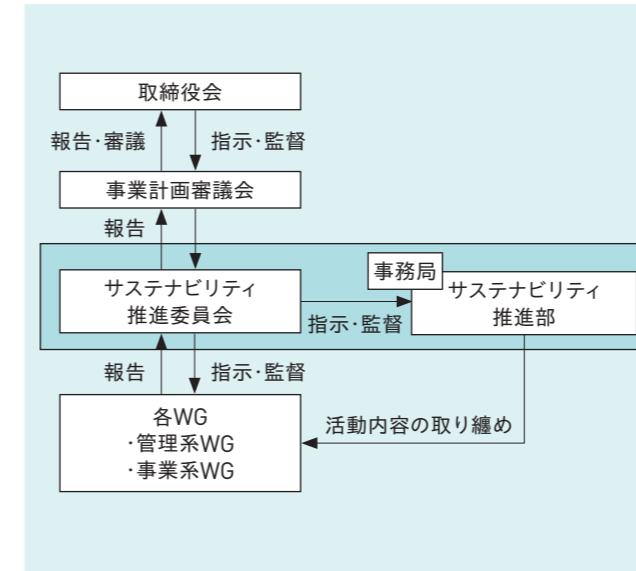 取締役会
報告・審議
指示・監督
事業計画審議会
報告
事務局
サステナビリティ
推進委員会
サステナビリティ
推進部
指示・監督
報告
指示・監督
各WG
・管理系WG
・事業系WG
活動内容の取り纏め